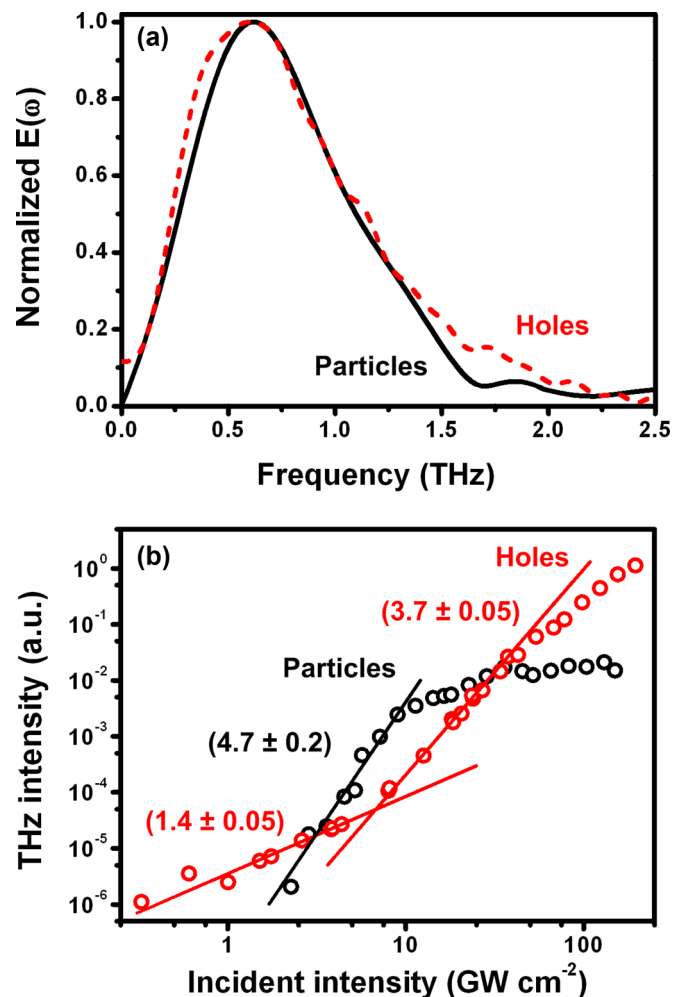 (a)
1.0
0.8
0.6
0.4
0.2
0.0
Normalized E(ω)
Holes
Particles
0.0 0.5 1.0 1.5 2.0 2.5
Frequency (THz)
(b)
Holes
10⁰
(3.7 ± 0.05)
10⁻¹
Particles
10⁻²
(4.7 ± 0.2)
10⁻³
10⁻⁴
(1.4 ± 0.05)
10⁻⁵
10⁻⁶
THz intensity (a.u.)
1 10 100
Incident intensity (GW cm⁻²)